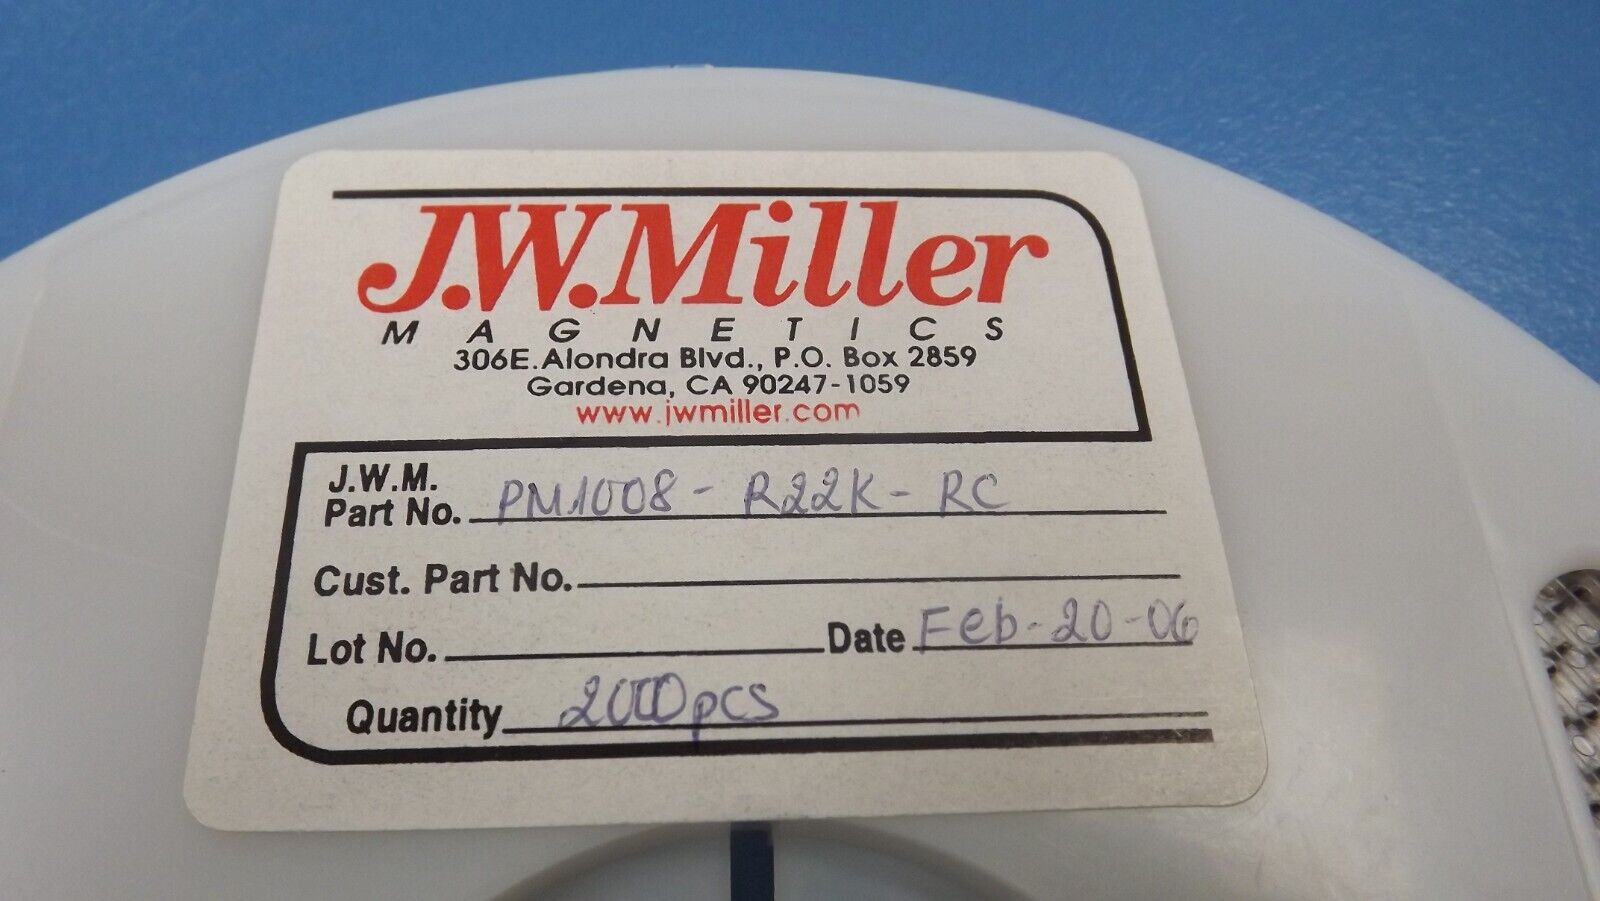 J.W.Miller
MAGNETICS
306E.Alondra Blvd., P.O. Box 2859
Gardena, CA 90247-1059
www.jwmiller.com
J.W.M.
Part No. PM1008-R22K-RC
Cust. Part No.
Lot No. Date Feb-20-06
Quantity 2000pcs